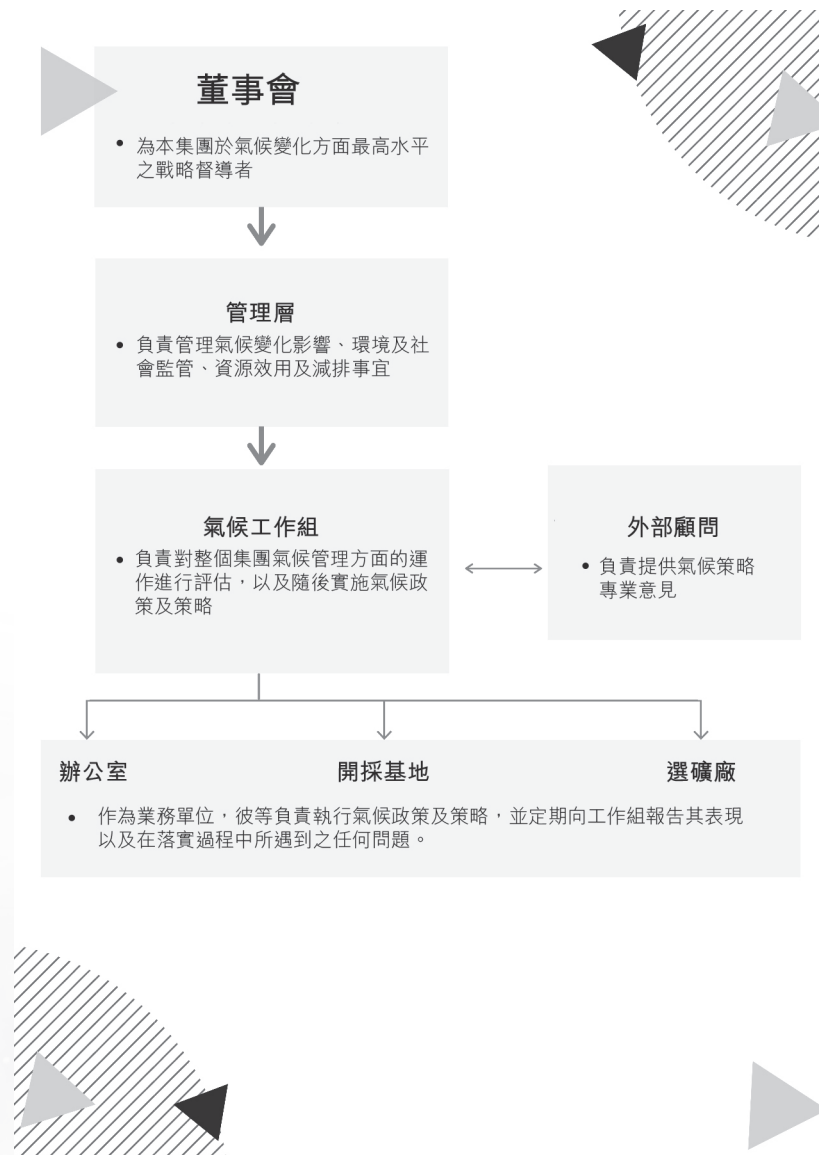 董事會
• 為本集團於氣候變化方面最高水平
之戰略督導者
管理層
• 負責管理氣候變化影響、環境及社
會監管、資源效用及減排事宜
氣候工作組
• 負責對整個集團氣候管理方面的運
作進行評估，以及隨後實施氣候政
策及策略
外部顧問
• 負責提供氣候策略
專業意見
辦公室 開採基地 選礦廠
• 作為業務單位，彼等負責執行氣候政策及策略，並定期向工作組報告其表現
以及在落實過程中所遇到之任何問題。